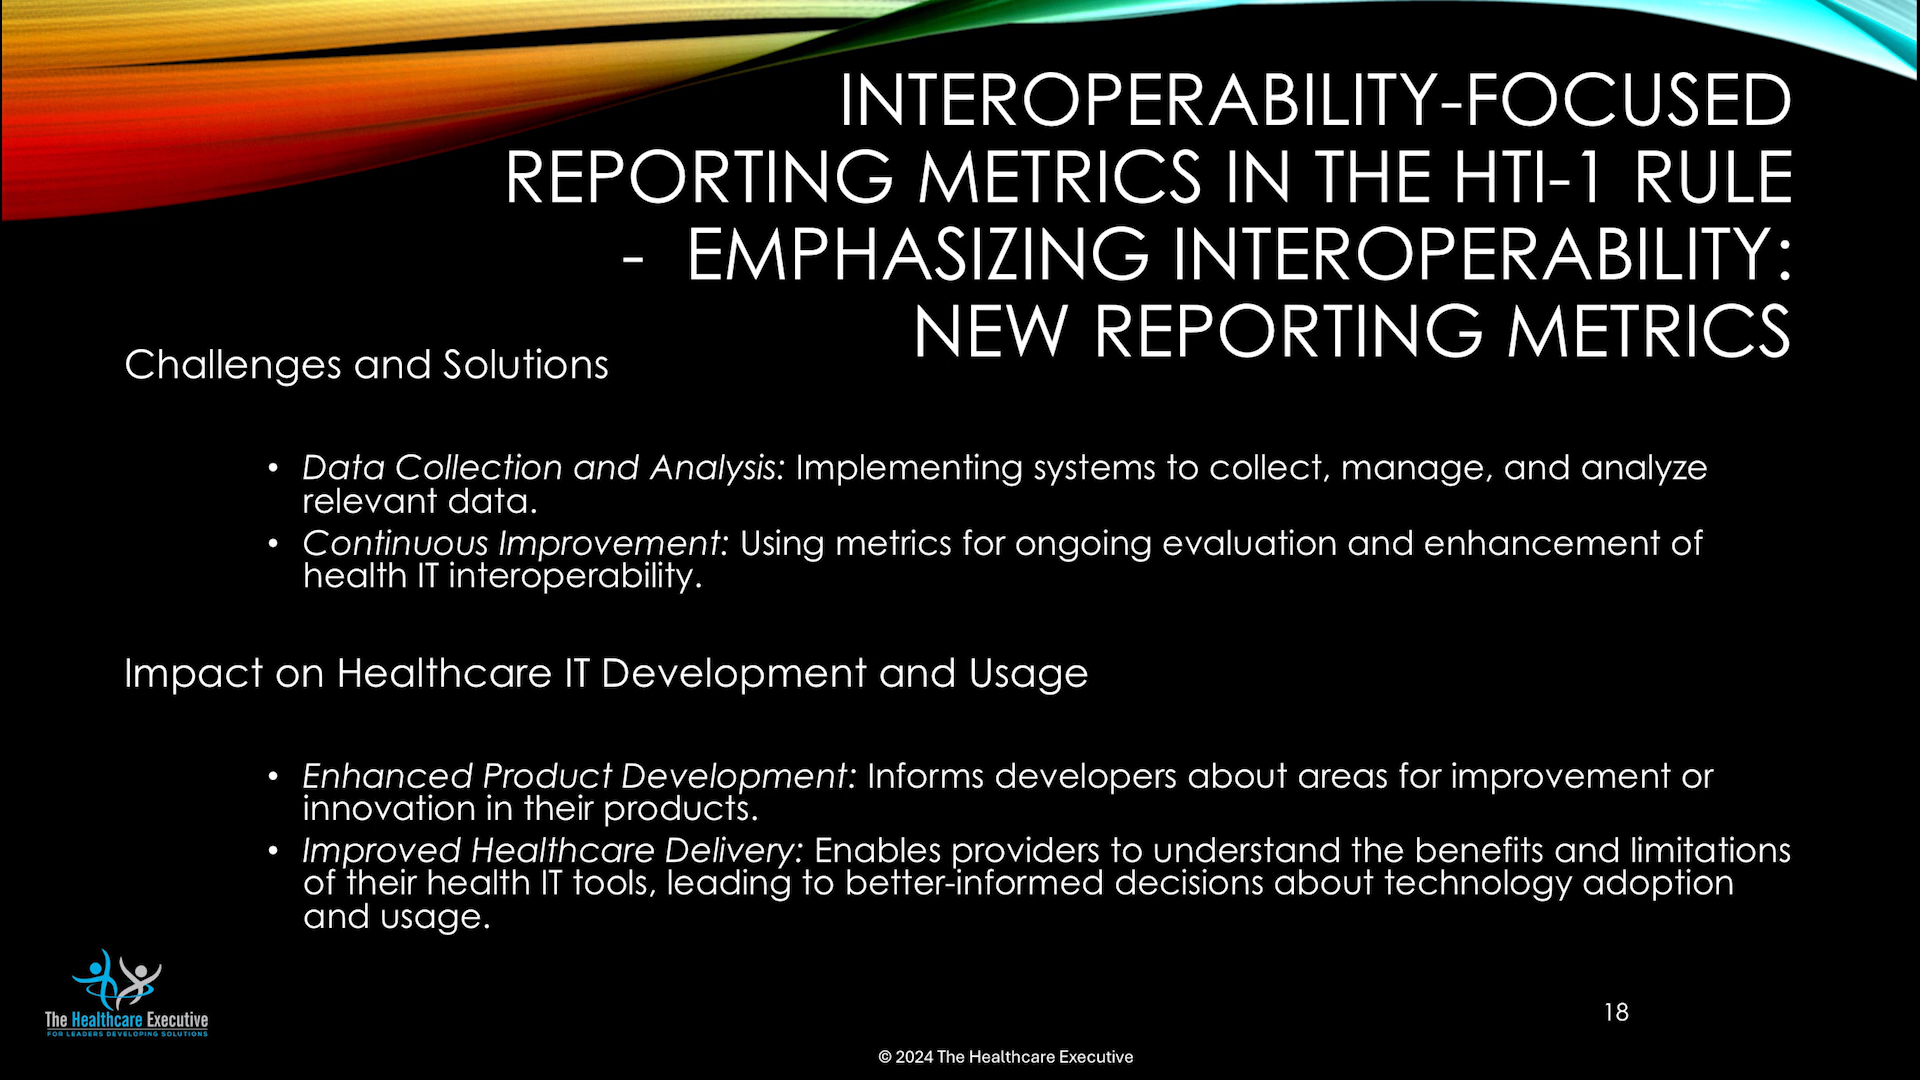 INTEROPERABILITY-FOCUSED
REPORTING METRICS IN THE HTI-1 RULE
- EMPHASIZING INTEROPERABILITY:
NEW REPORTING METRICS
Challenges and Solutions
• Data Collection and Analysis: Implementing systems to collect, manage, and analyze
relevant data.
• Continuous Improvement: Using metrics for ongoing evaluation and enhancement of
health IT interoperability.
Impact on Healthcare IT Development and Usage
• Enhanced Product Development: Informs developers about areas for improvement or
innovation in their products.
• Improved Healthcare Delivery: Enables providers to understand the benefits and limitations
of their health IT tools, leading to better-informed decisions about technology adoption
and usage.
The Healthcare Executive
FOR LEADERS DEVELOPING SOLUTIONS
18
© 2024 The Healthcare Executive